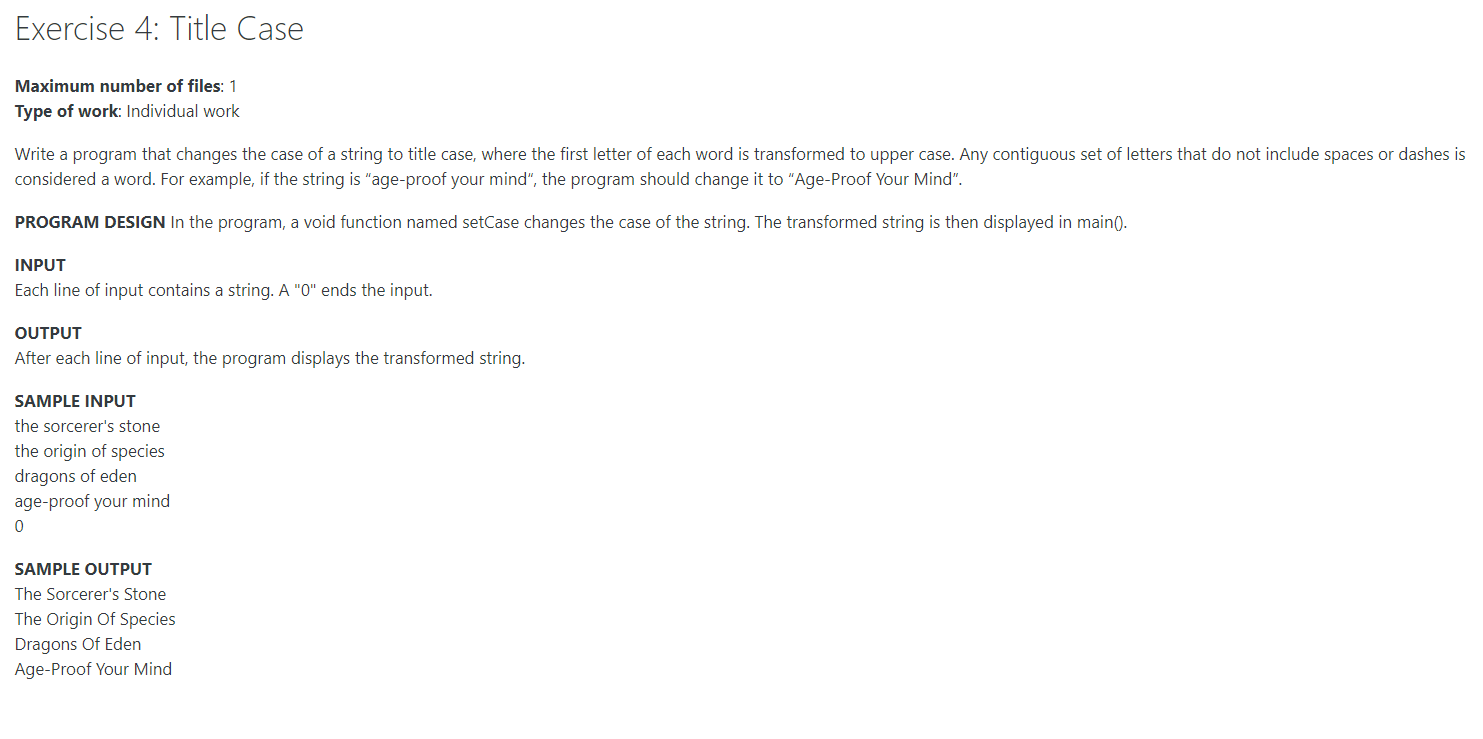 Exercise 4: Title Case
Maximum number of files: 1
Type of work: Individual work
Write a program that changes the case of a string to title case, where the first letter of each word is transformed to upper case. Any contiguous set of letters that do not include spaces or dashes is
considered a word. For example, if the string is “age-proof your mind“, the program should change it to “Age-Proof Your Mind”.
PROGRAM DESIGN In the program, a void function named setCase changes the case of the string. The transformed string is then displayed in main().
INPUT
Each line of input contains a string. A "0" ends the input.
OUTPUT
After each line of input, the program displays the transformed string.
SAMPLE INPUT
the sorcerer's stone
the origin of species
dragons of eden
age-proof your mind
0
SAMPLE OUTPUT
The Sorcerer's Stone
The Origin Of Species
Dragons Of Eden
Age-Proof Your Mind